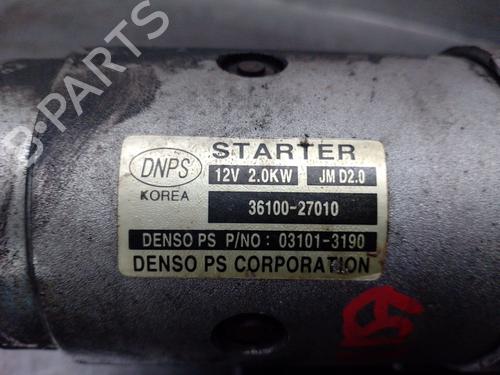 B-PARTS
STARTER
DNPS
12V 2.0KW JM D2.0
KOREA
36100-27010
DENSO PS P/NO : 03101-3190
DENSO PS CORPORATION